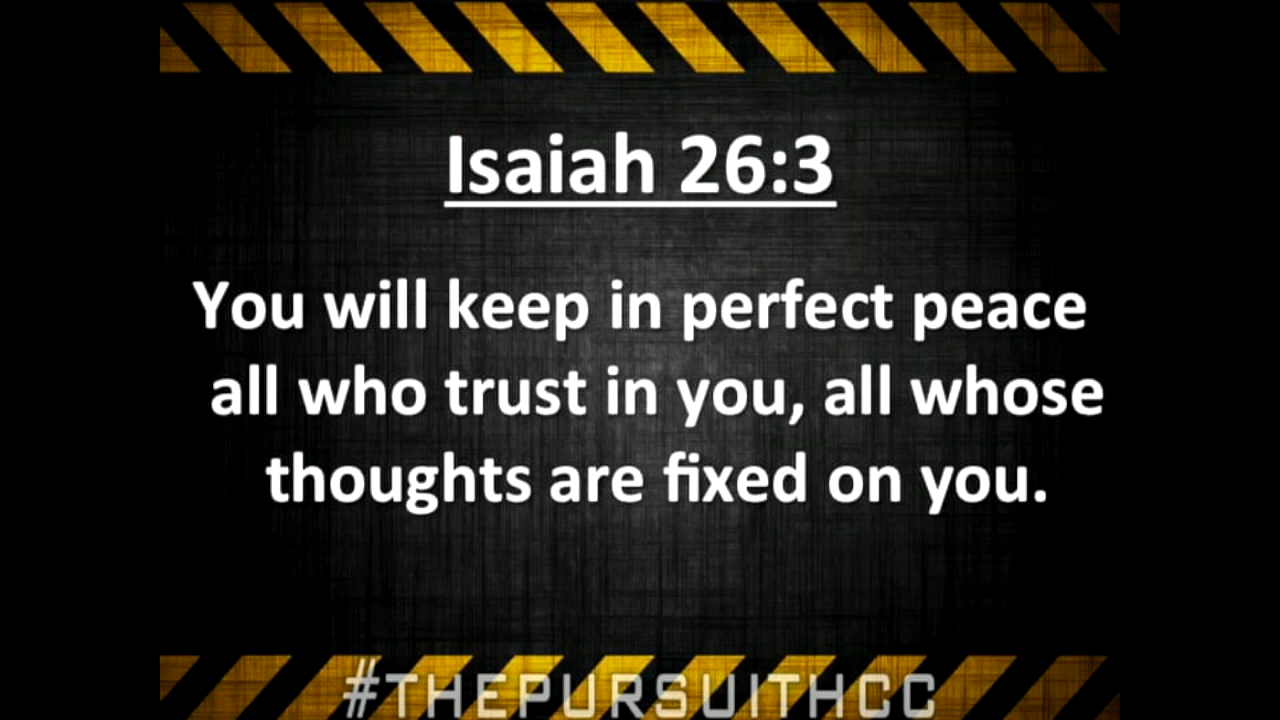 Isaiah 26:3
You will keep in perfect peace
all who trust in you, all whose
thoughts are fixed on you.
#THEPURSUITHCC